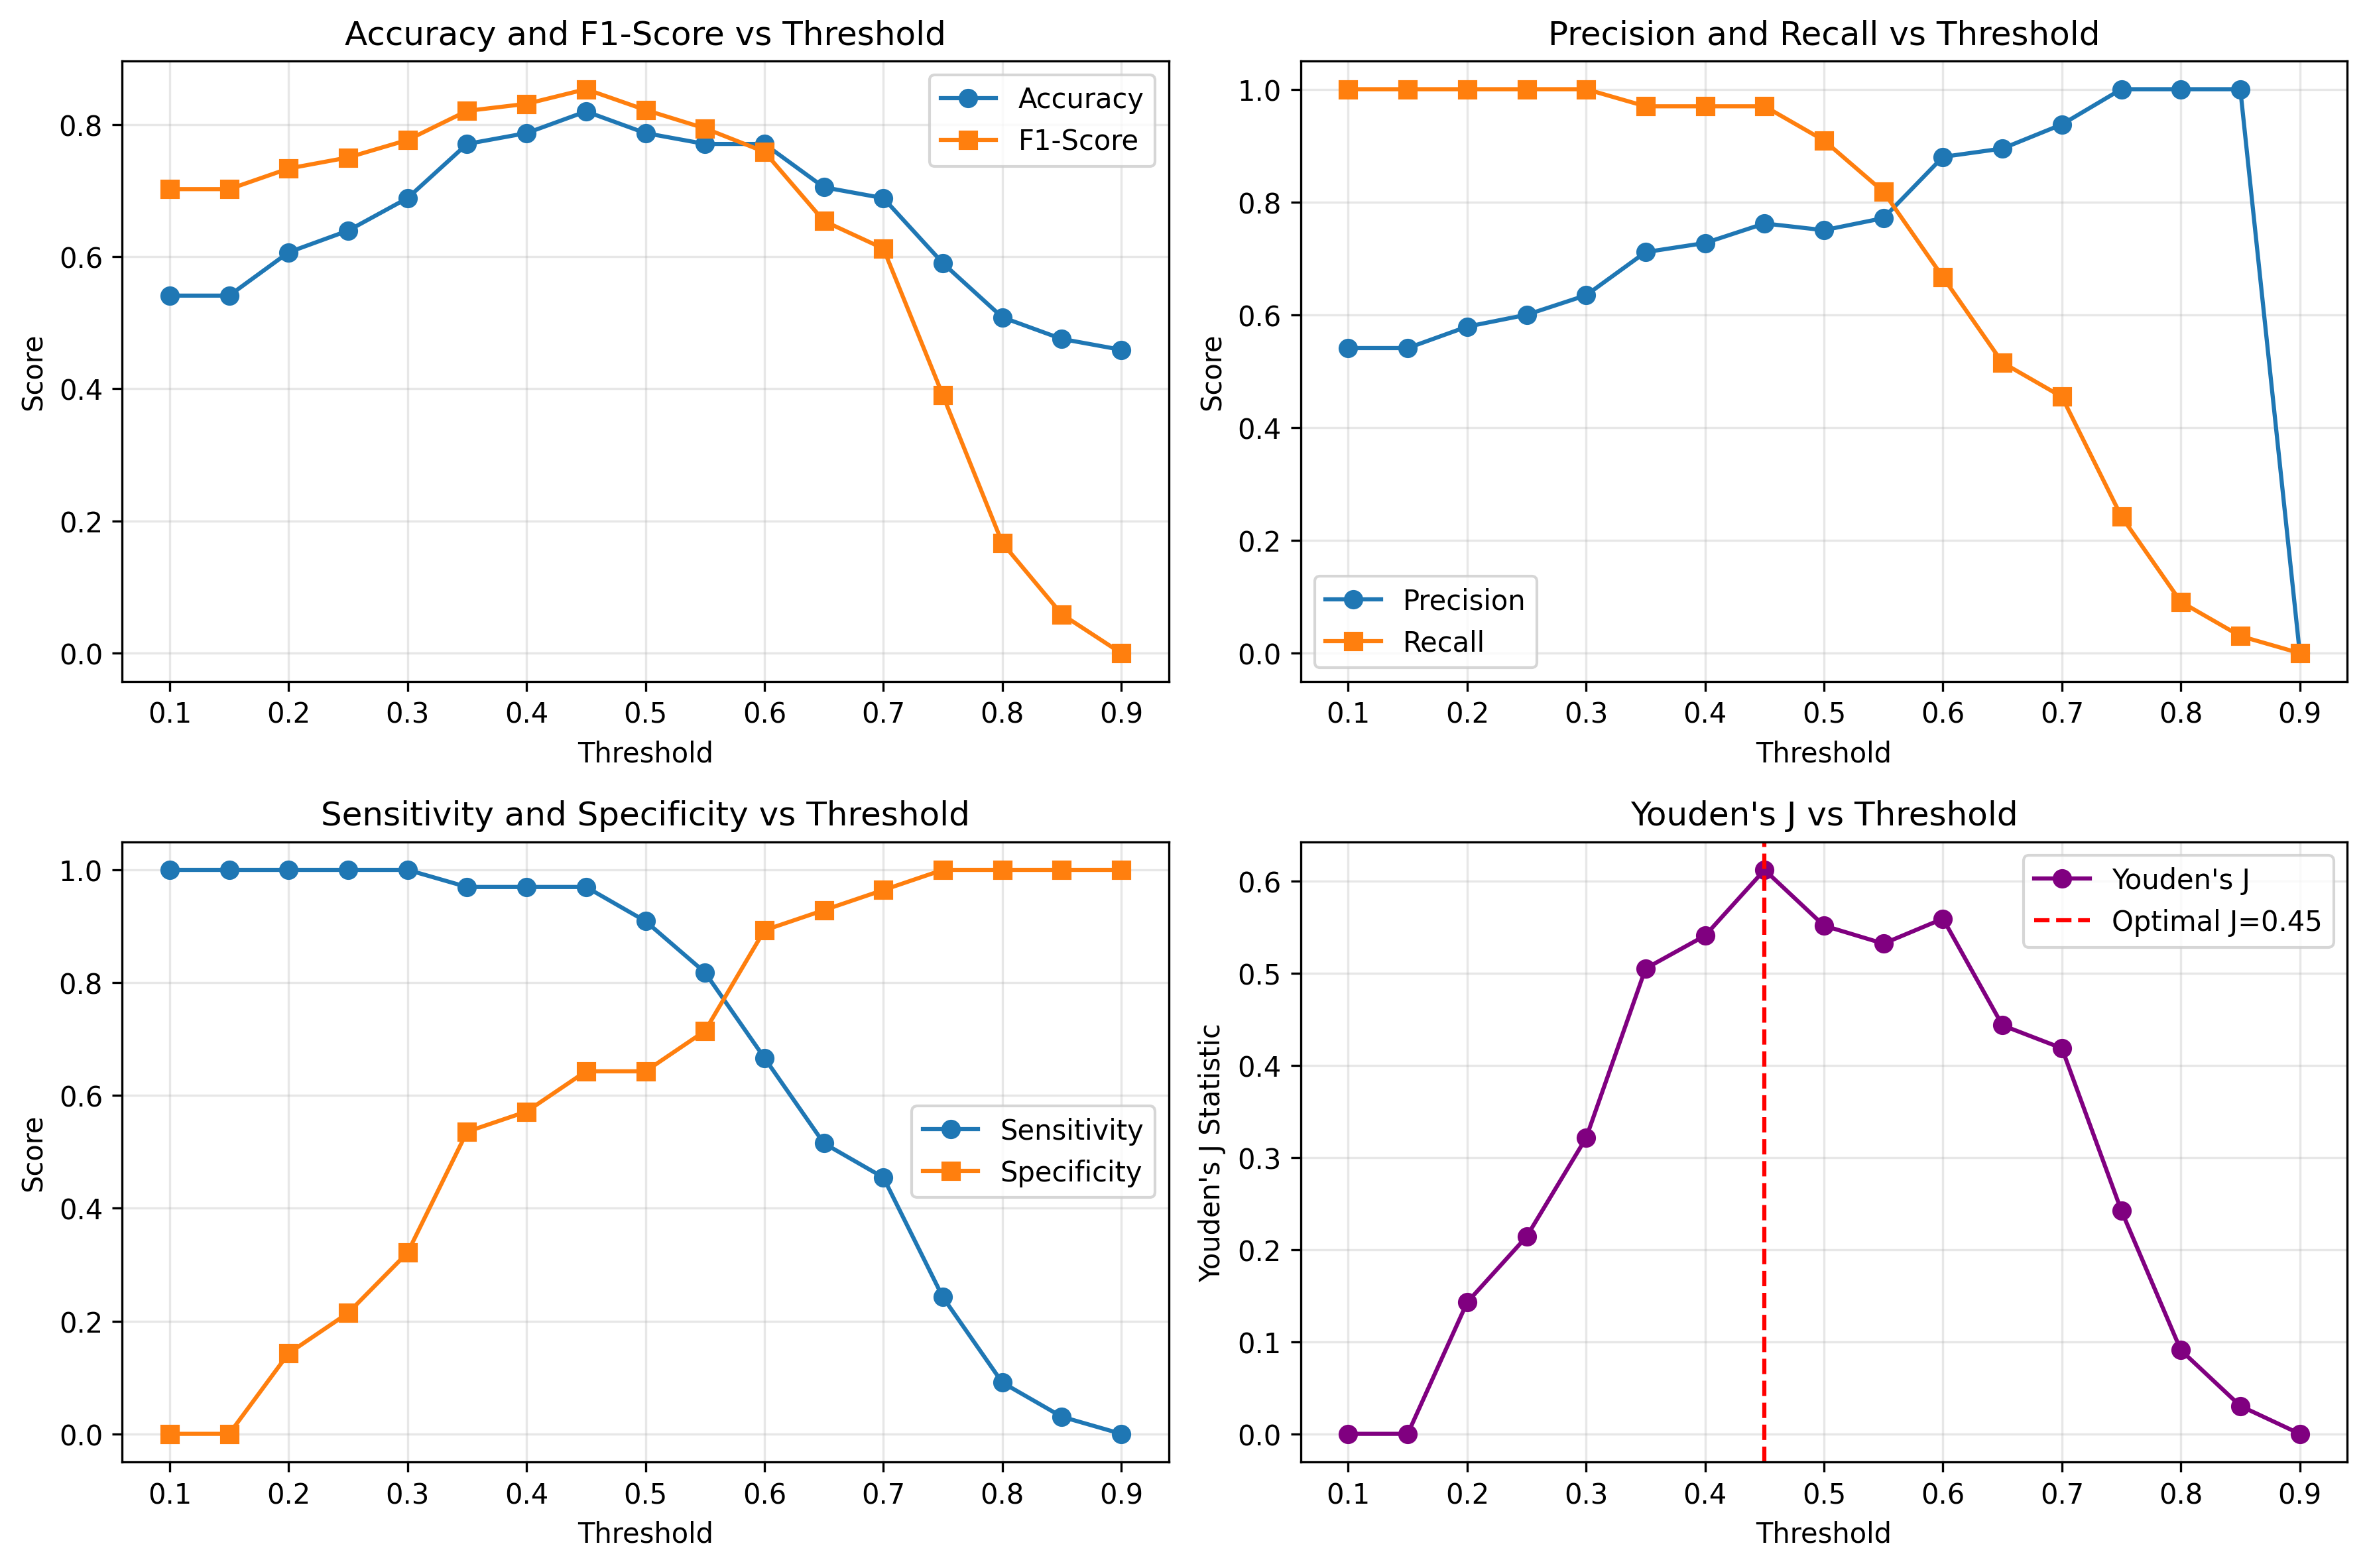 Accuracy and F1-Score vs Threshold
Accuracy
F1-Score
0.8
0.6
0.4
0.2
0.0
Score
0.1 0.2 0.3 0.4 0.5 0.6 0.7 0.8 0.9
Threshold
Precision and Recall vs Threshold
1.0
0.8
0.6
0.4
0.2
0.0
Score
Precision
Recall
0.1 0.2 0.3 0.4 0.5 0.6 0.7 0.8 0.9
Threshold
Sensitivity and Specificity vs Threshold
1.0
0.8
0.6
0.4
0.2
0.0
Score
Sensitivity
Specificity
0.1 0.2 0.3 0.4 0.5 0.6 0.7 0.8 0.9
Threshold
Youden's J vs Threshold
Youden's J
Optimal J=0.45
0.6
0.5
0.4
0.3
0.2
0.1
0.0
Youden's J Statistic
0.1 0.2 0.3 0.4 0.5 0.6 0.7 0.8 0.9
Threshold